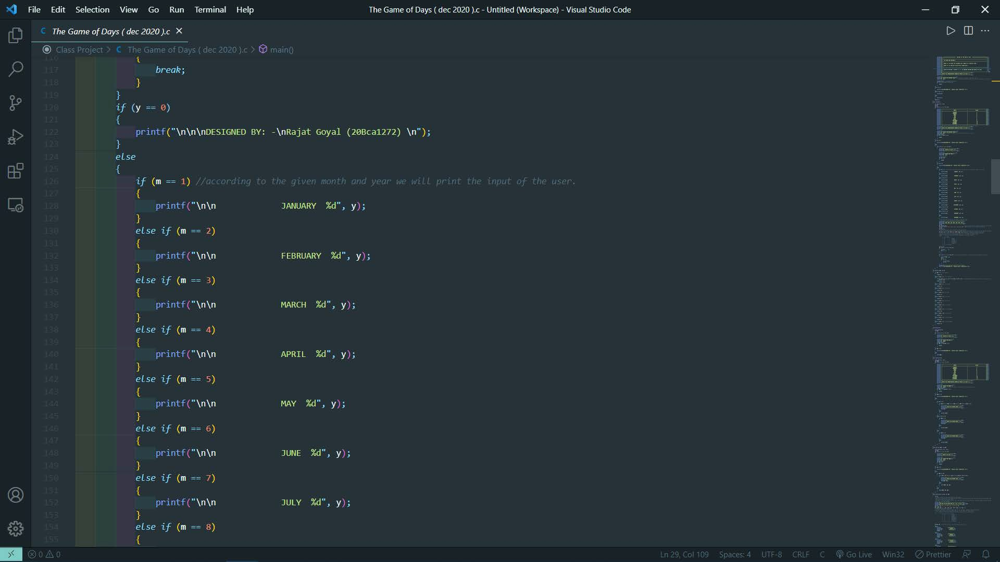 File Edit Selection View Go Run Terminal Help
The Game of Days ( dec 2020 ).c - Untitled (Workspace) - Visual Studio Code
C The Game of Days ( dec 2020 ).c
Class Project > C The Game of Days ( dec 2020 ).c > main()
116 {
117 break;
118 }
119 }
120 if (y == 0)
121 {
122 printf("\n\n\nDESIGNED BY: -\nRajat Goyal (20Bca1272) \n");
123 }
124 else
125 {
126 if (m == 1) //according to the given month and year we will print the input of the user.
127 {
128 printf("\n\n             JANUARY  %d", y);
129 }
130 else if (m == 2)
131 {
132 printf("\n\n             FEBRUARY  %d", y);
133 }
134 else if (m == 3)
135 {
136 printf("\n\n             MARCH  %d", y);
137 }
138 else if (m == 4)
139 {
140 printf("\n\n             APRIL  %d", y);
141 }
142 else if (m == 5)
143 {
144 printf("\n\n             MAY  %d", y);
145 }
146 else if (m == 6)
147 {
148 printf("\n\n             JUNE  %d", y);
149 }
150 else if (m == 7)
151 {
152 printf("\n\n             JULY  %d", y);
153 }
154 else if (m == 8)
155 {
0 0 Ln 29, Col 109 Spaces: 4 UTF-8 CRLF C Go Live Win32 Prettier